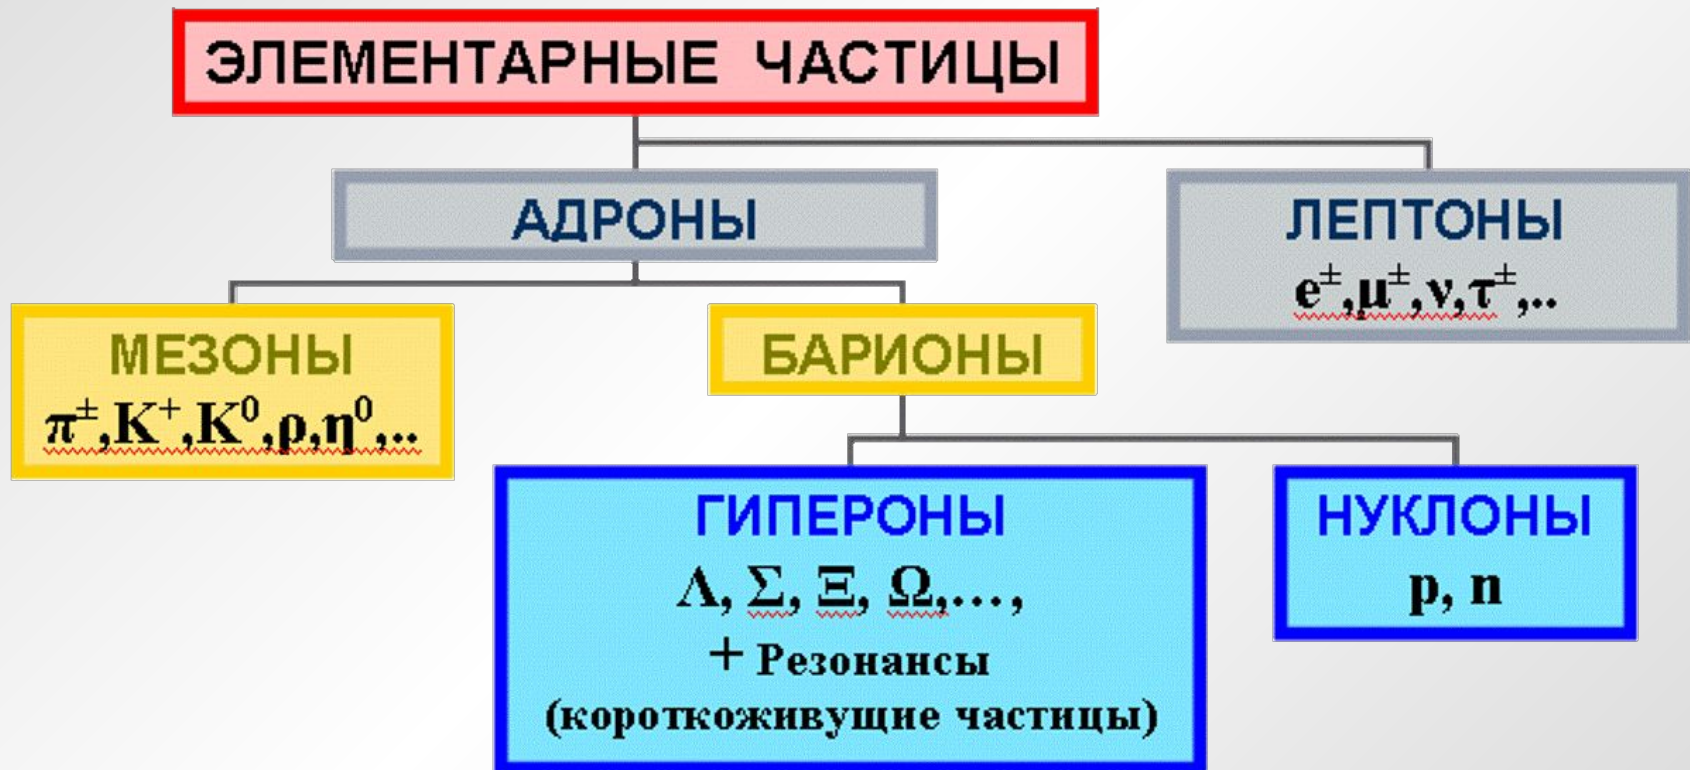 ЭЛЕМЕНТАРНЫЕ ЧАСТИЦЫ
АДРОНЫ
ЛЕПТОНЫ
e±,μ±,ν,τ±,..
МЕЗОНЫ
π±,K⁺,K⁰,ρ,η⁰,..
БАРИОНЫ
ГИПЕРОНЫ
Λ, Σ, Ξ, Ω,...,
+ Резонансы
(короткоживущие частицы)
НУКЛОНЫ
p, n